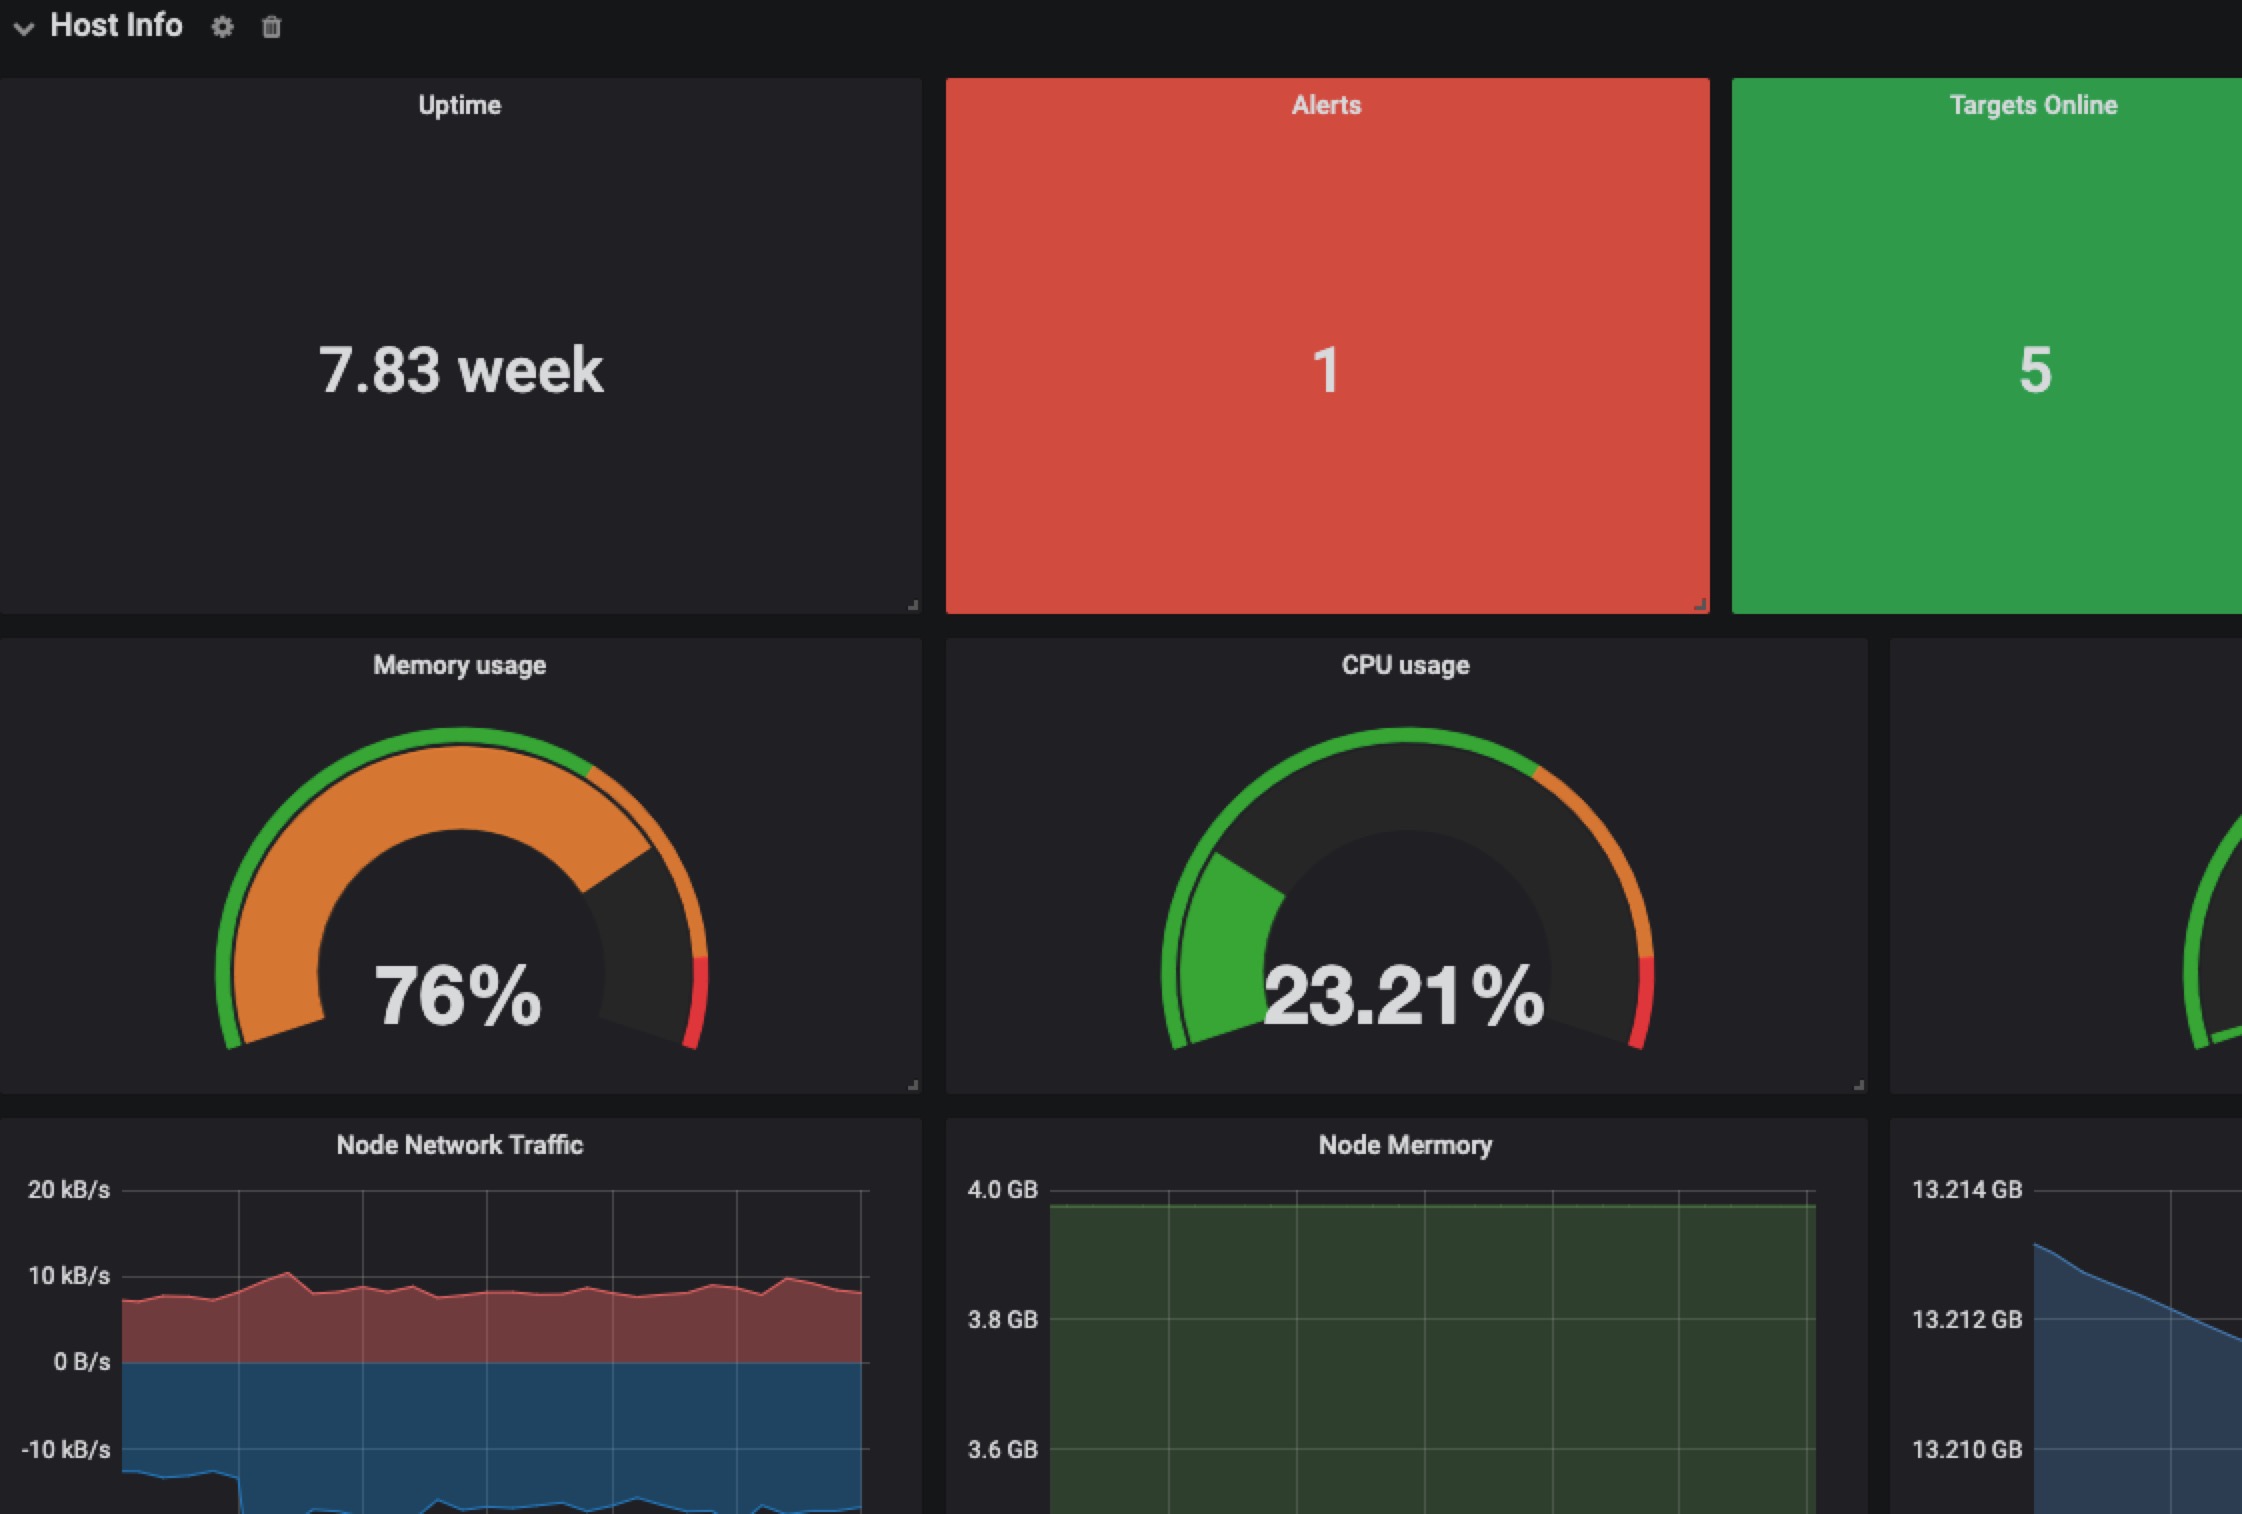 Host Info
Uptime
Alerts
Targets Online
7.83 week
1
5
Memory usage
CPU usage
76%
23.21%
Node Network Traffic
Node Mermory
20 kB/s
10 kB/s
0 B/s
-10 kB/s
4.0 GB
3.8 GB
3.6 GB
13.214 GB
13.212 GB
13.210 GB